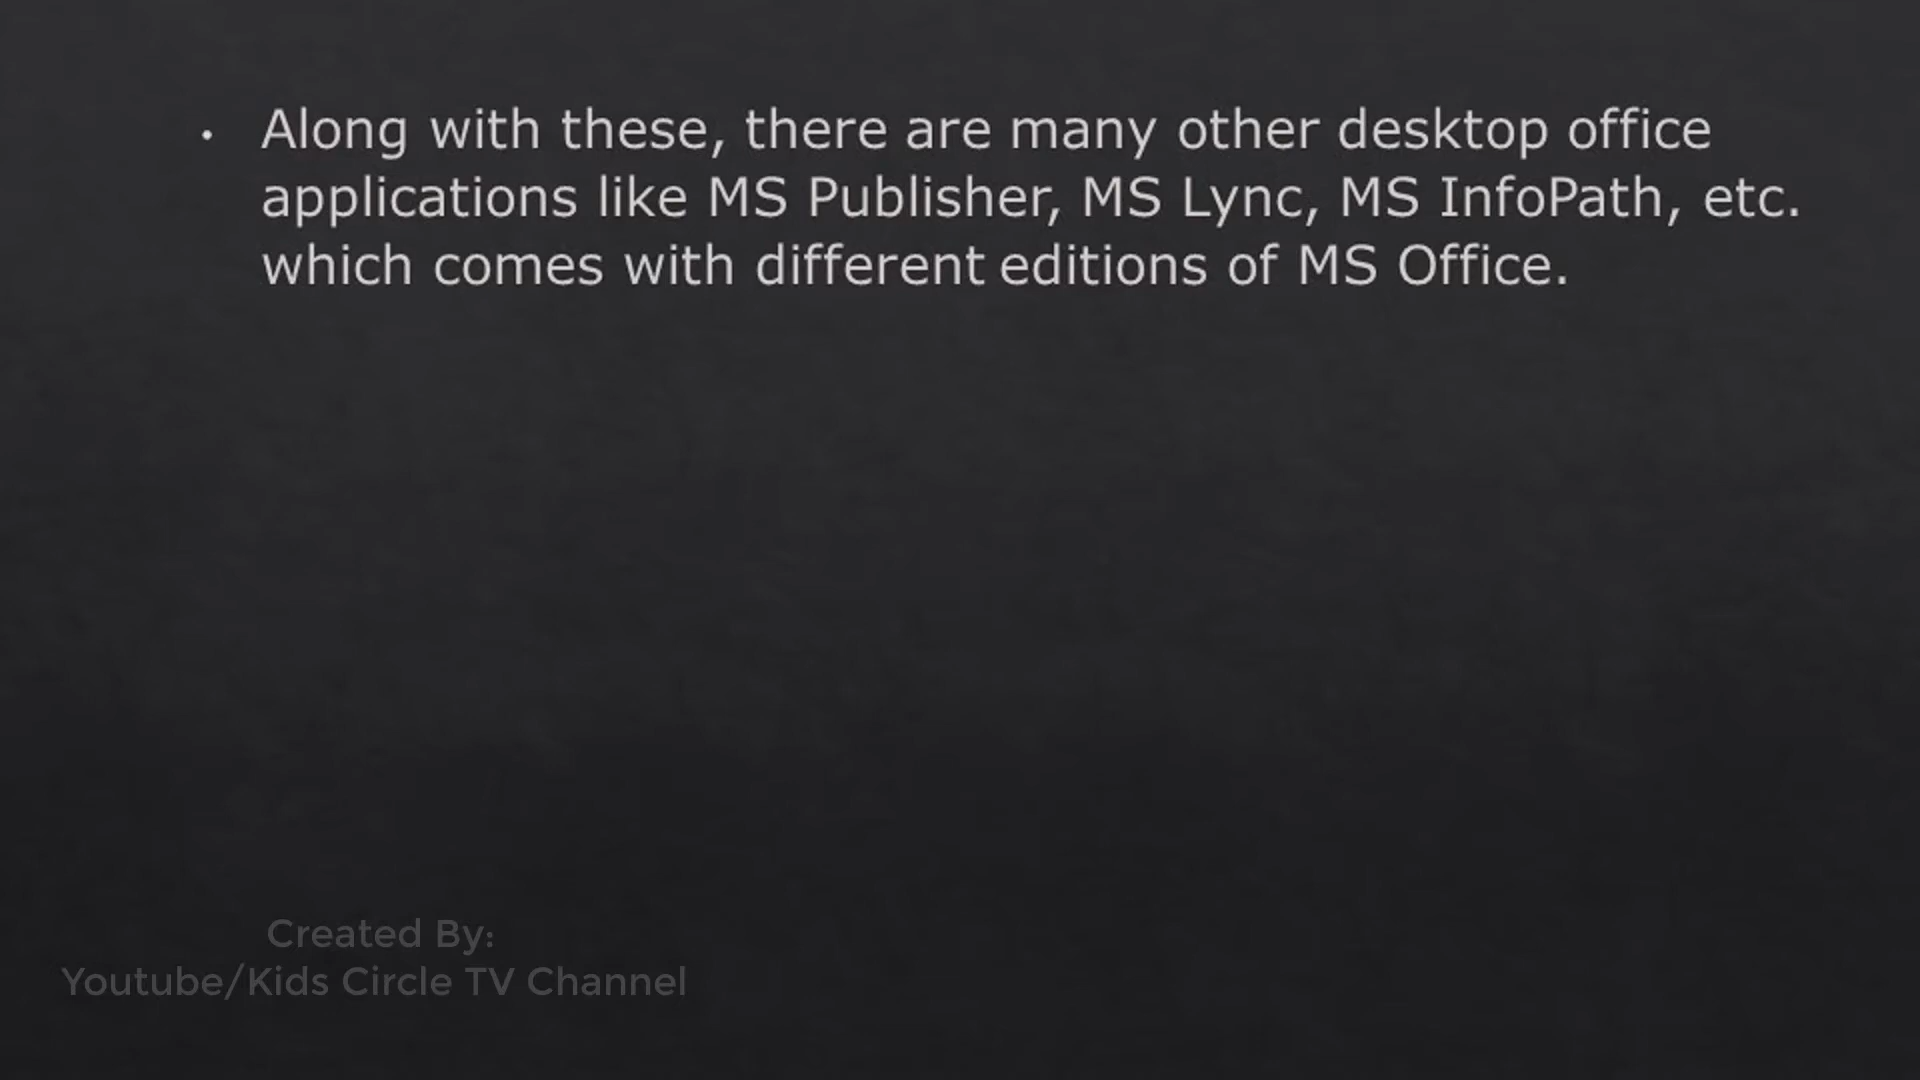 • Along with these, there are many other desktop office
applications like MS Publisher, MS Lync, MS InfoPath, etc.
which comes with different editions of MS Office.
Created By:
Youtube/Kids Circle TV Channel